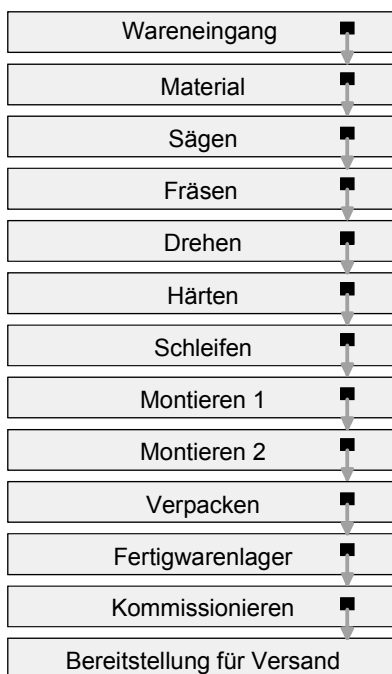 Wareneingang
Material
Sägen
Fräsen
Drehen
Härten
Schleifen
Montieren 1
Montieren 2
Verpacken
Fertigwarenlager
Kommissionieren
Bereitstellung für Versand